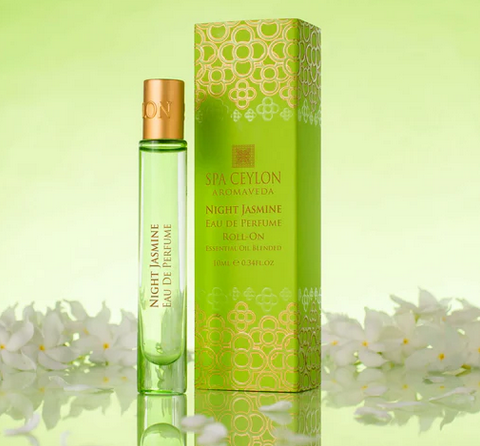 ON
NIGHT JASMINE
EAU DE PERFUME
SPA CEYLON
AROMAVEDA
NIGHT JASMINE
EAU DE PERFUME
ROLL-ON
ESSENTIAL OIL BLENDED
10ML ℮ 0.34FL.OZ